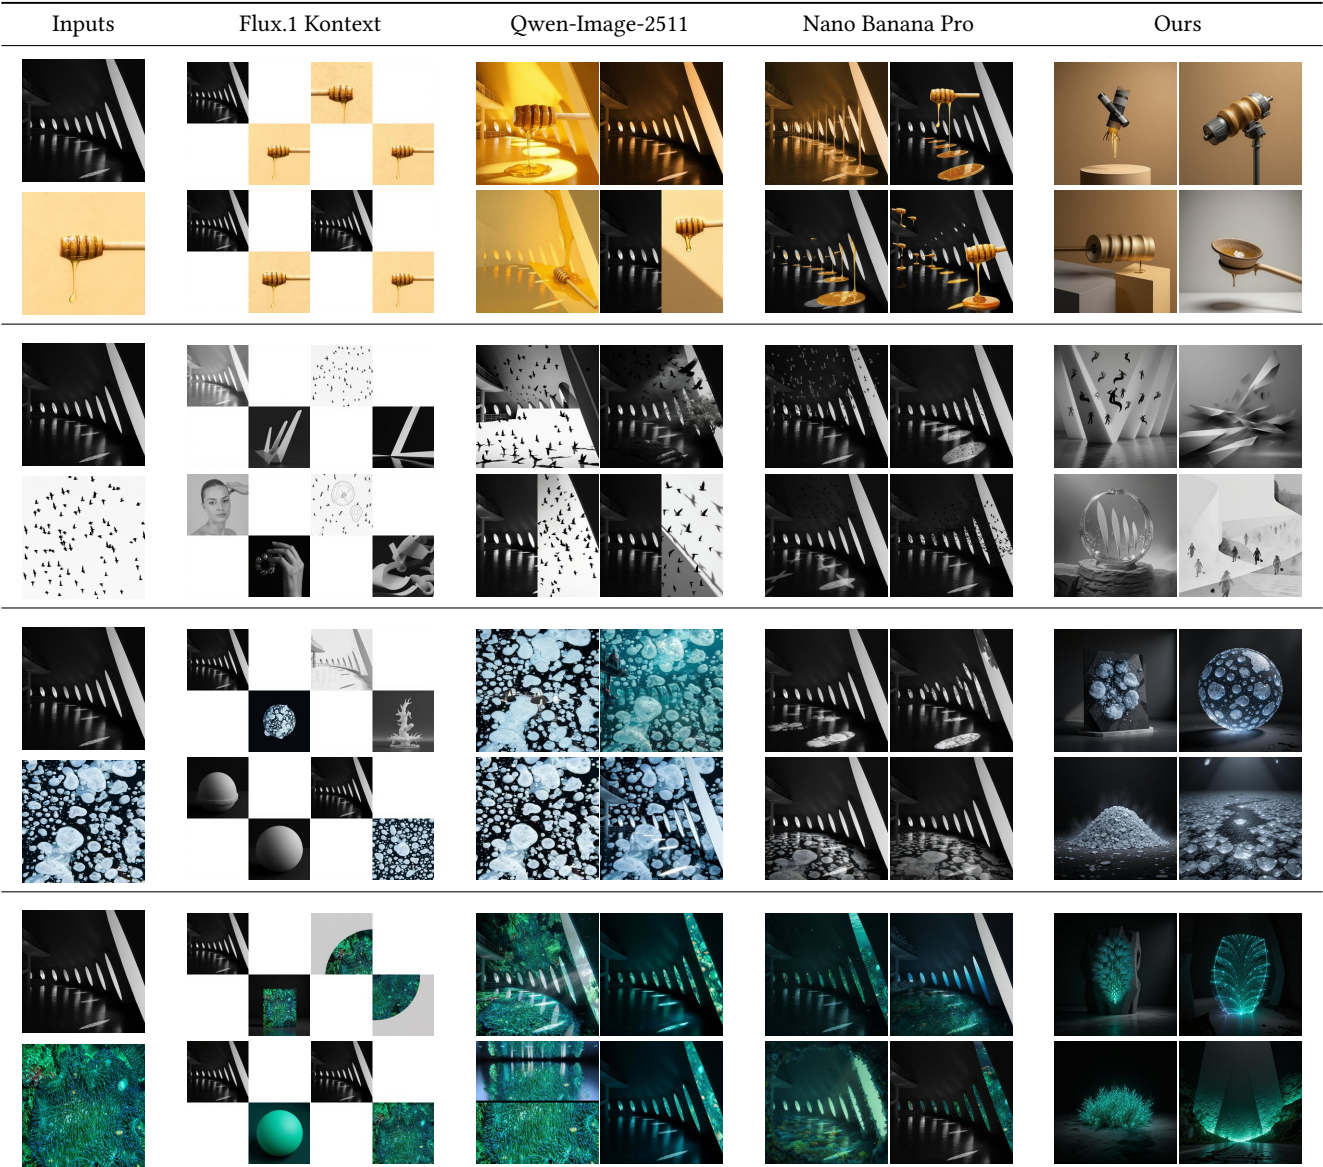 Inputs
Flux.1 Kontext
Qwen-Image-2511
Nano Banana Pro
Ours